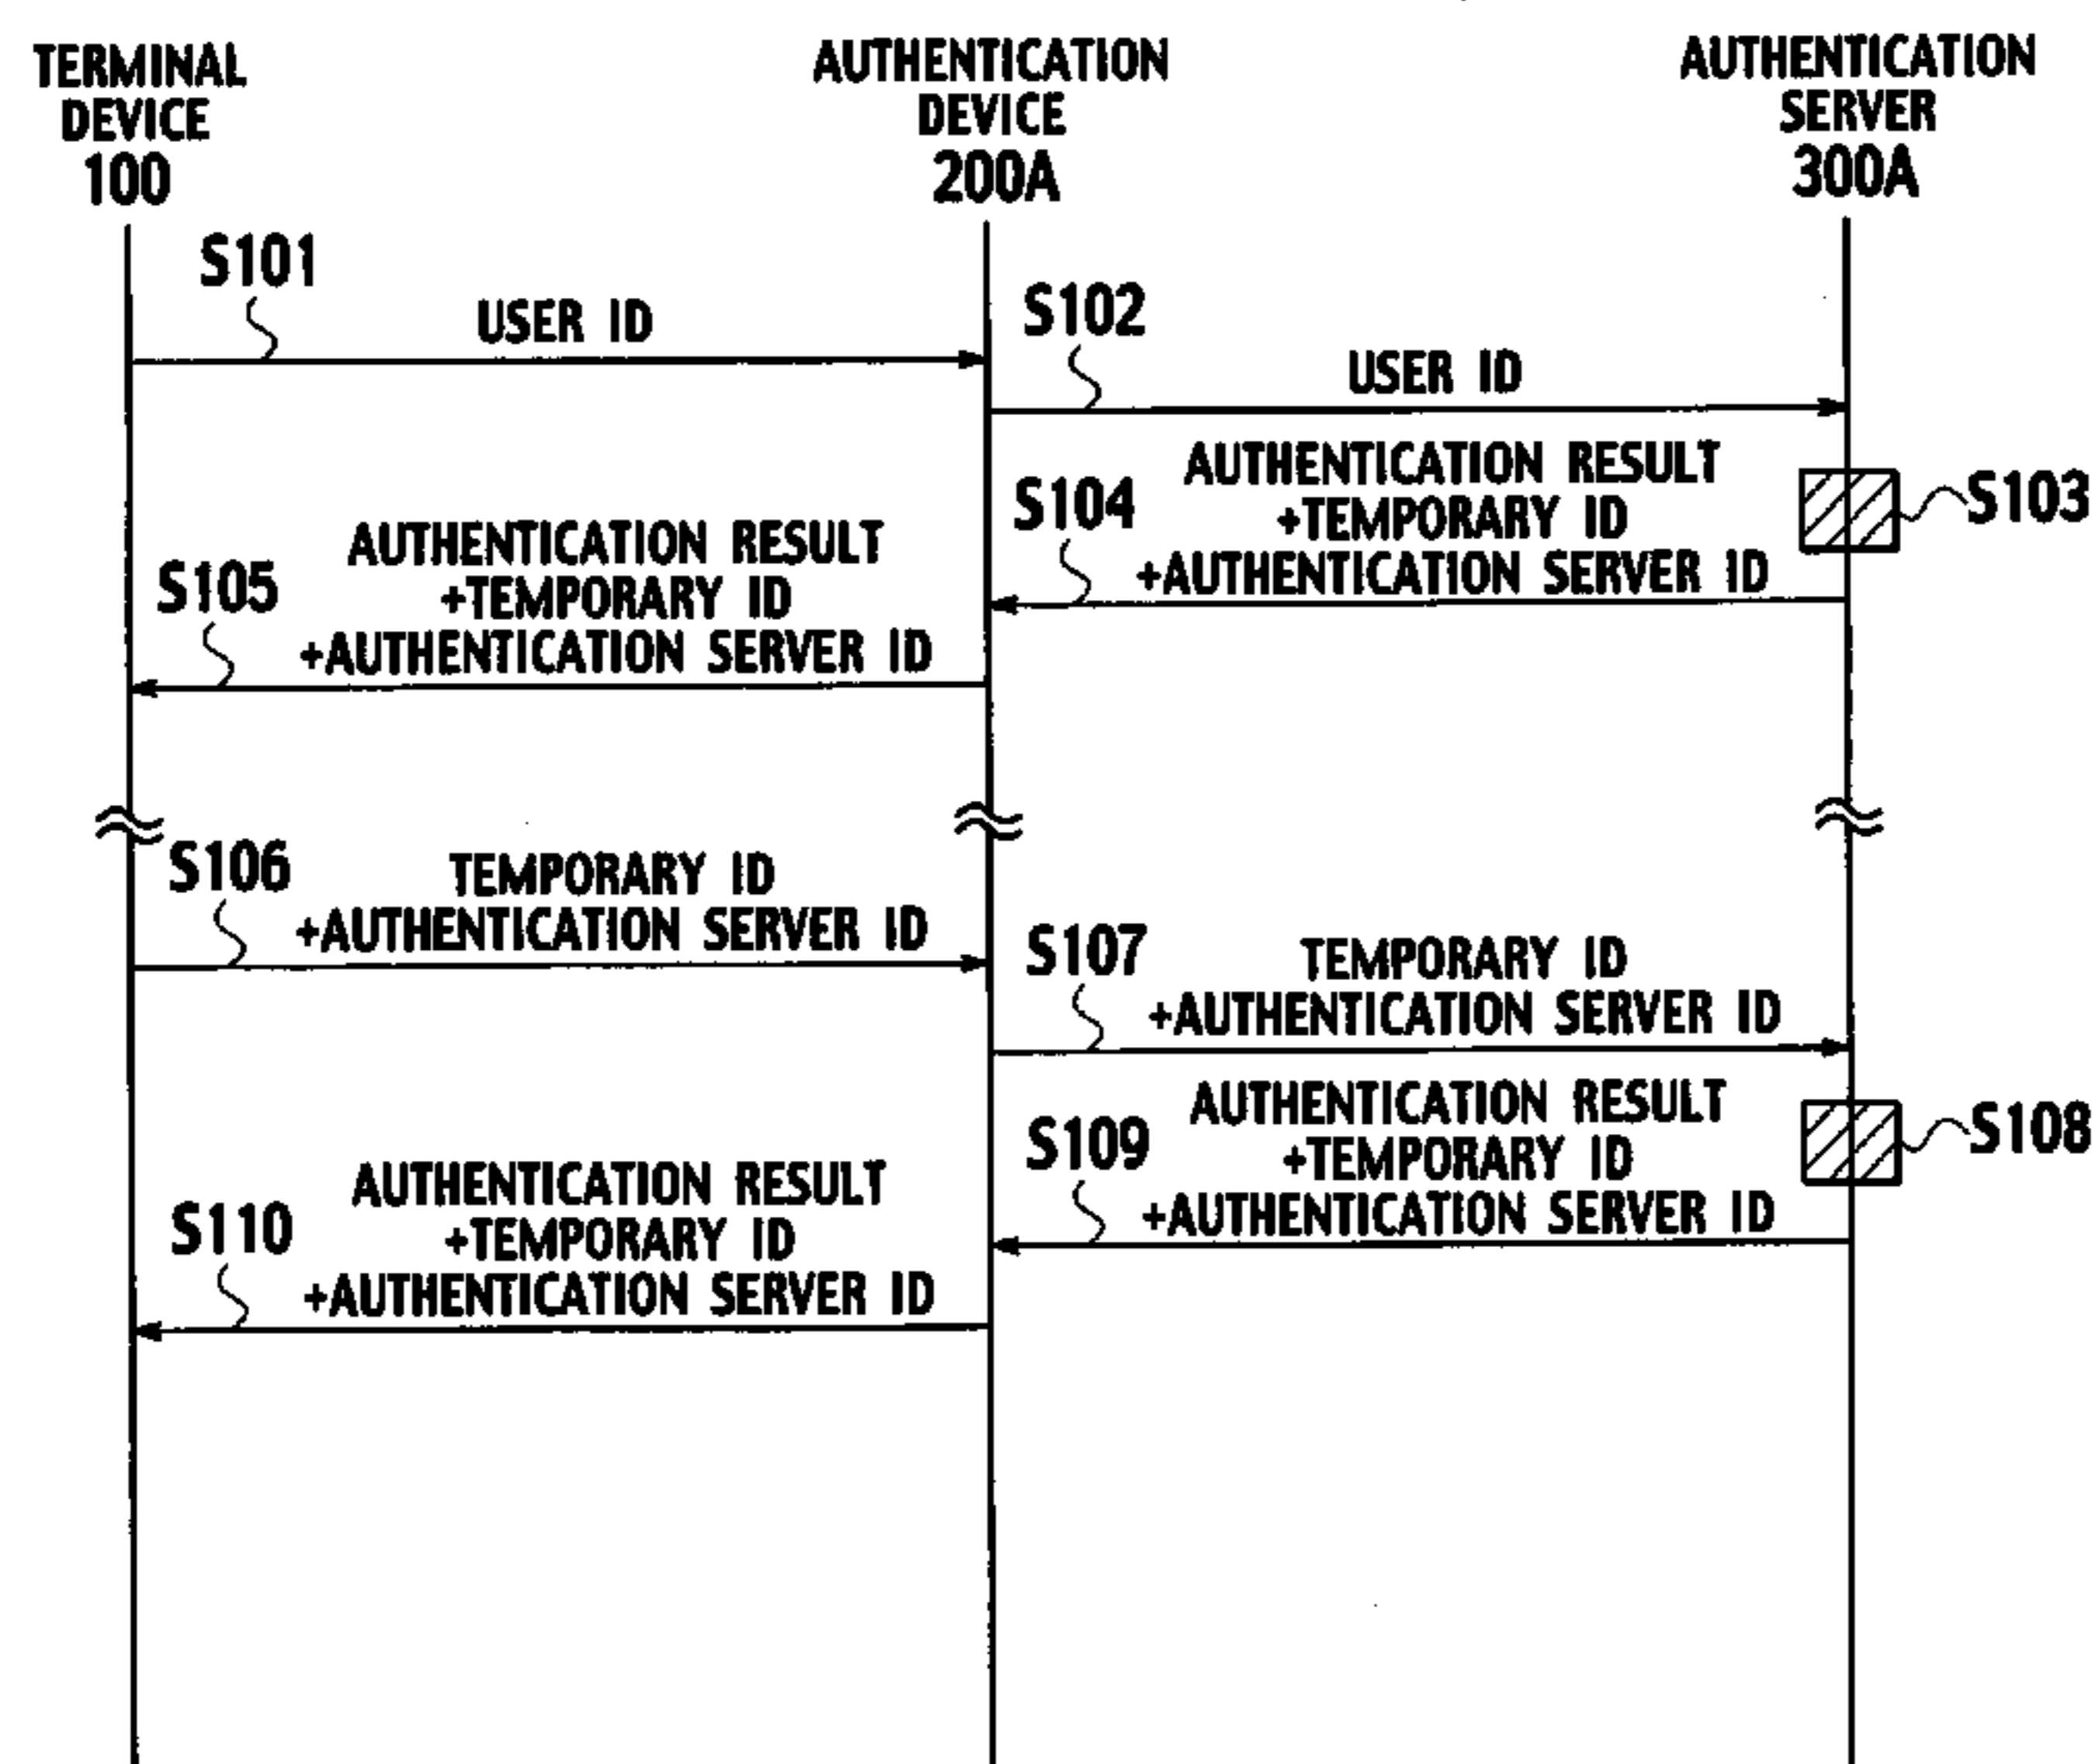 TERMINAL
DEVICE
100
AUTHENTICATION
DEVICE
200A
AUTHENTICATION
SERVER
300A
S101
USER ID
S102
USER ID
S103
S104
AUTHENTICATION RESULT
+TEMPORARY ID
+AUTHENTICATION SERVER ID
S105
AUTHENTICATION RESULT
+TEMPORARY ID
+AUTHENTICATION SERVER ID
S106
TEMPORARY ID
+AUTHENTICATION SERVER ID
S107
TEMPORARY ID
+AUTHENTICATION SERVER ID
S108
S109
AUTHENTICATION RESULT
+TEMPORARY ID
+AUTHENTICATION SERVER ID
S110
AUTHENTICATION RESULT
+TEMPORARY ID
+AUTHENTICATION SERVER ID